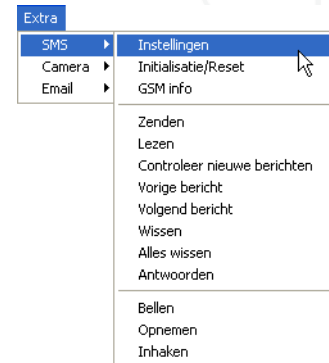 Extra
SMS
Camera
Email
Instellingen
Initialisatie/Reset
GSM info
Zenden
Lezen
Controleer nieuwe berichten
Vorige bericht
Volgend bericht
Wissen
Alles wissen
Antwoorden
Bellen
Opnemen
Inhaken